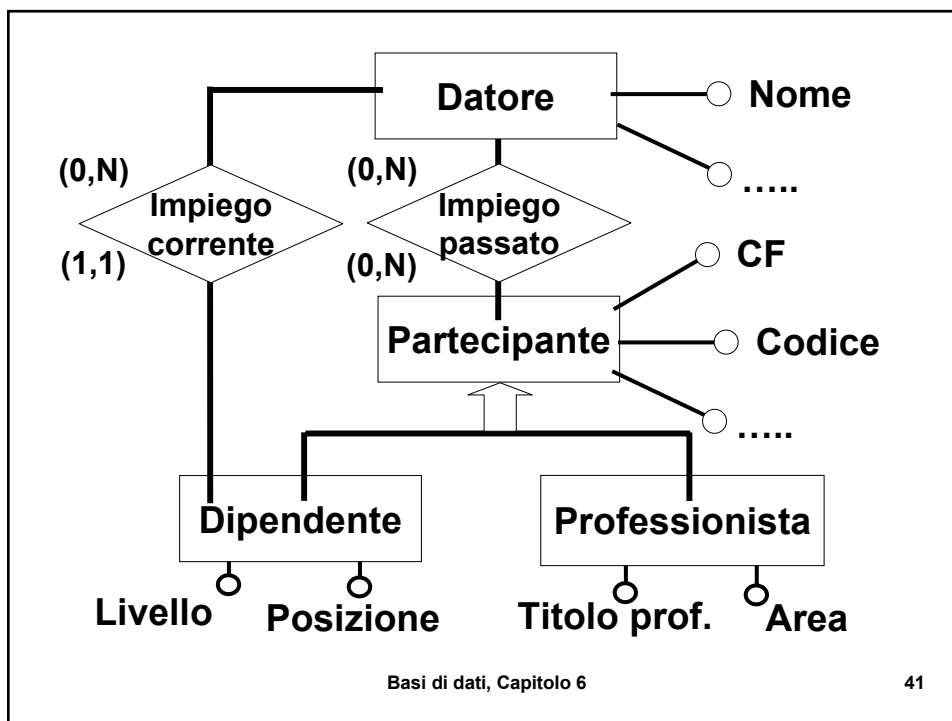 Datore
Nome
…..
(0,N)
(0,N)
Impiego
corrente
Impiego
passato
(1,1)
(0,N)
CF
Partecipante
Codice
…..
Dipendente
Professionista
Livello
Posizione
Titolo prof.
Area
Basi di dati, Capitolo 6
41